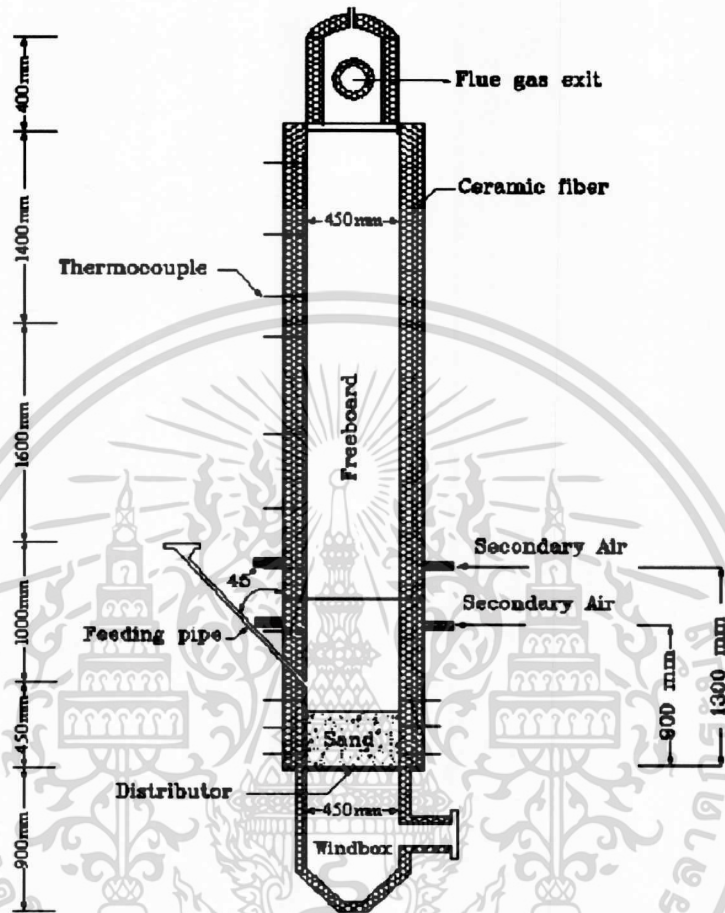 Flue gas exit
400mm
Ceramic fiber
450mm
1400mm
Thermocouple
Freeboard
1600mm
Secondary Air
45
Secondary Air
1000mm
Feeding pipe
900 mm
1300 mm
450mm
Sand
Distributor
450mm
900mm
Windbox